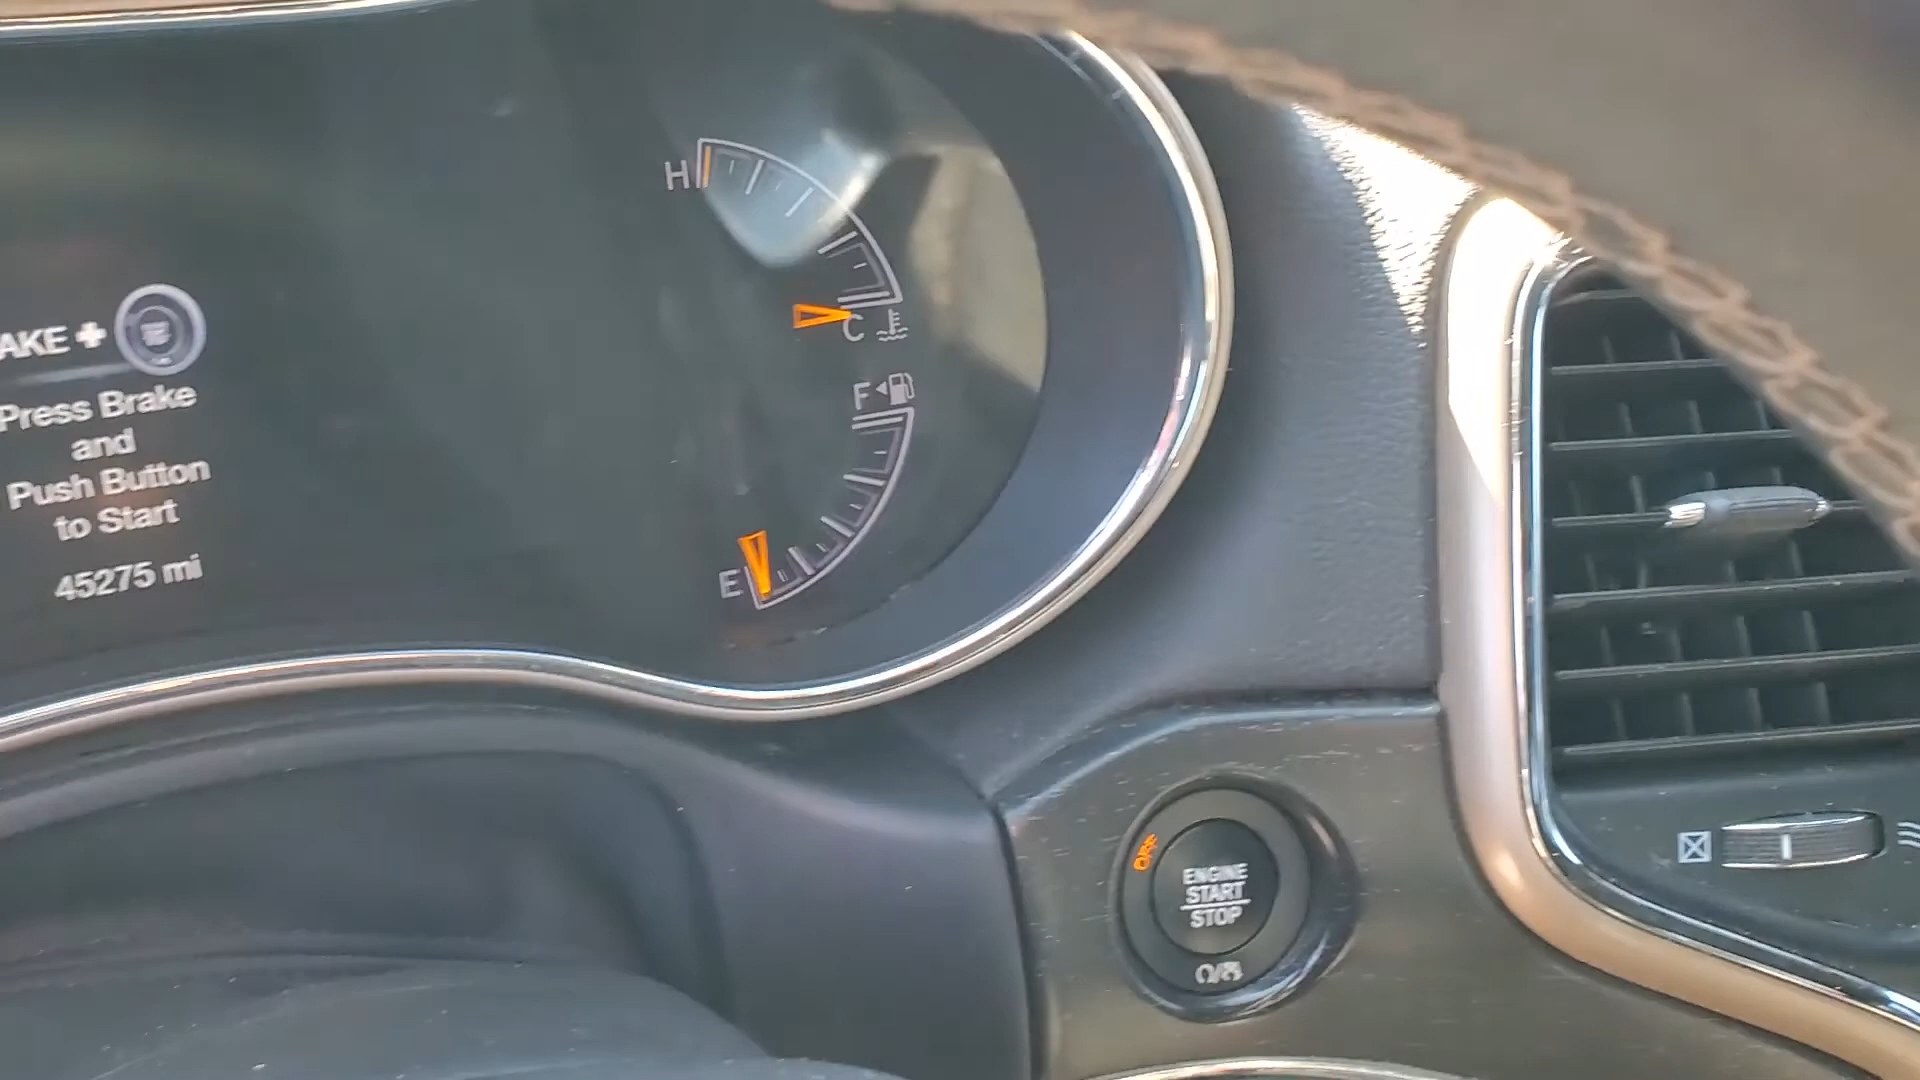 H
C
AKE +
F
Press Brake
and
Push Button
to Start
45275 mi
E
OFF
ENGINE
START
STOP